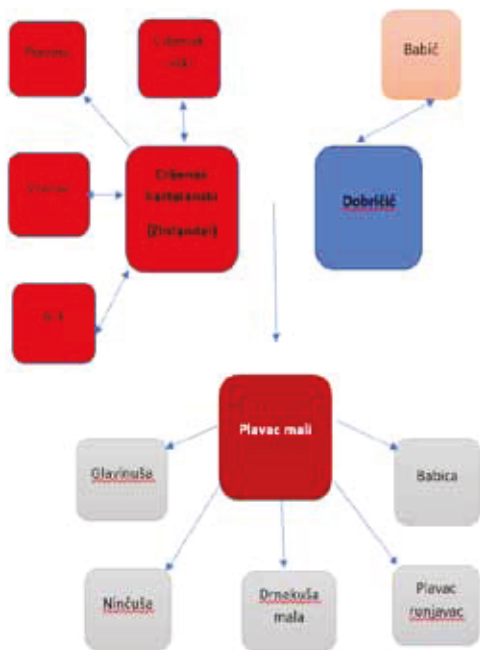 Babić
Crljenak
kaštelanski
(Zinfandel)
Dobričić
Plavac mali
Glavinuša
Babica
Ninčuša
Drnekuša
mala
Plavac
runjavac